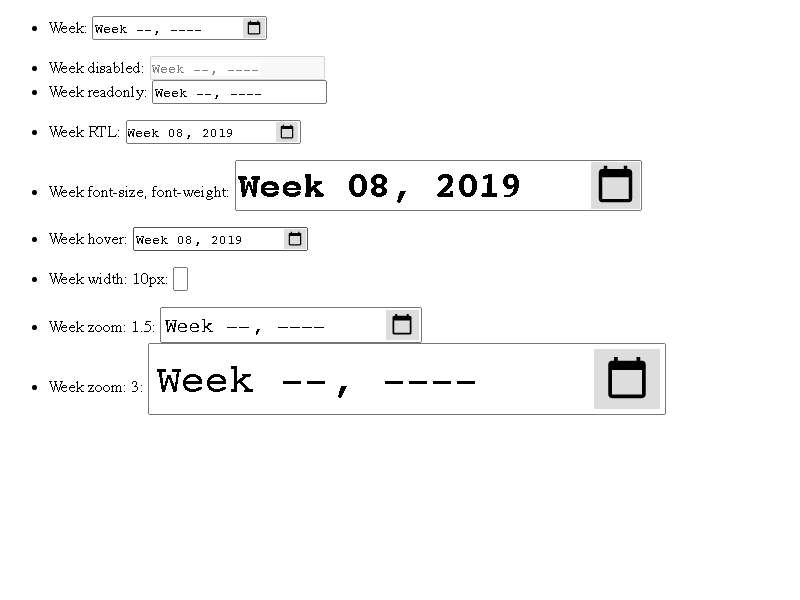 Week: Week --, ----
Week disabled: Week --, ----
Week readonly: Week --, ----
Week RTL: Week 08, 2019
Week font-size, font-weight: Week 08, 2019
Week hover: Week 08, 2019
Week width: 10px:
Week zoom: 1.5: Week --, ----
Week zoom: 3: Week --, ----